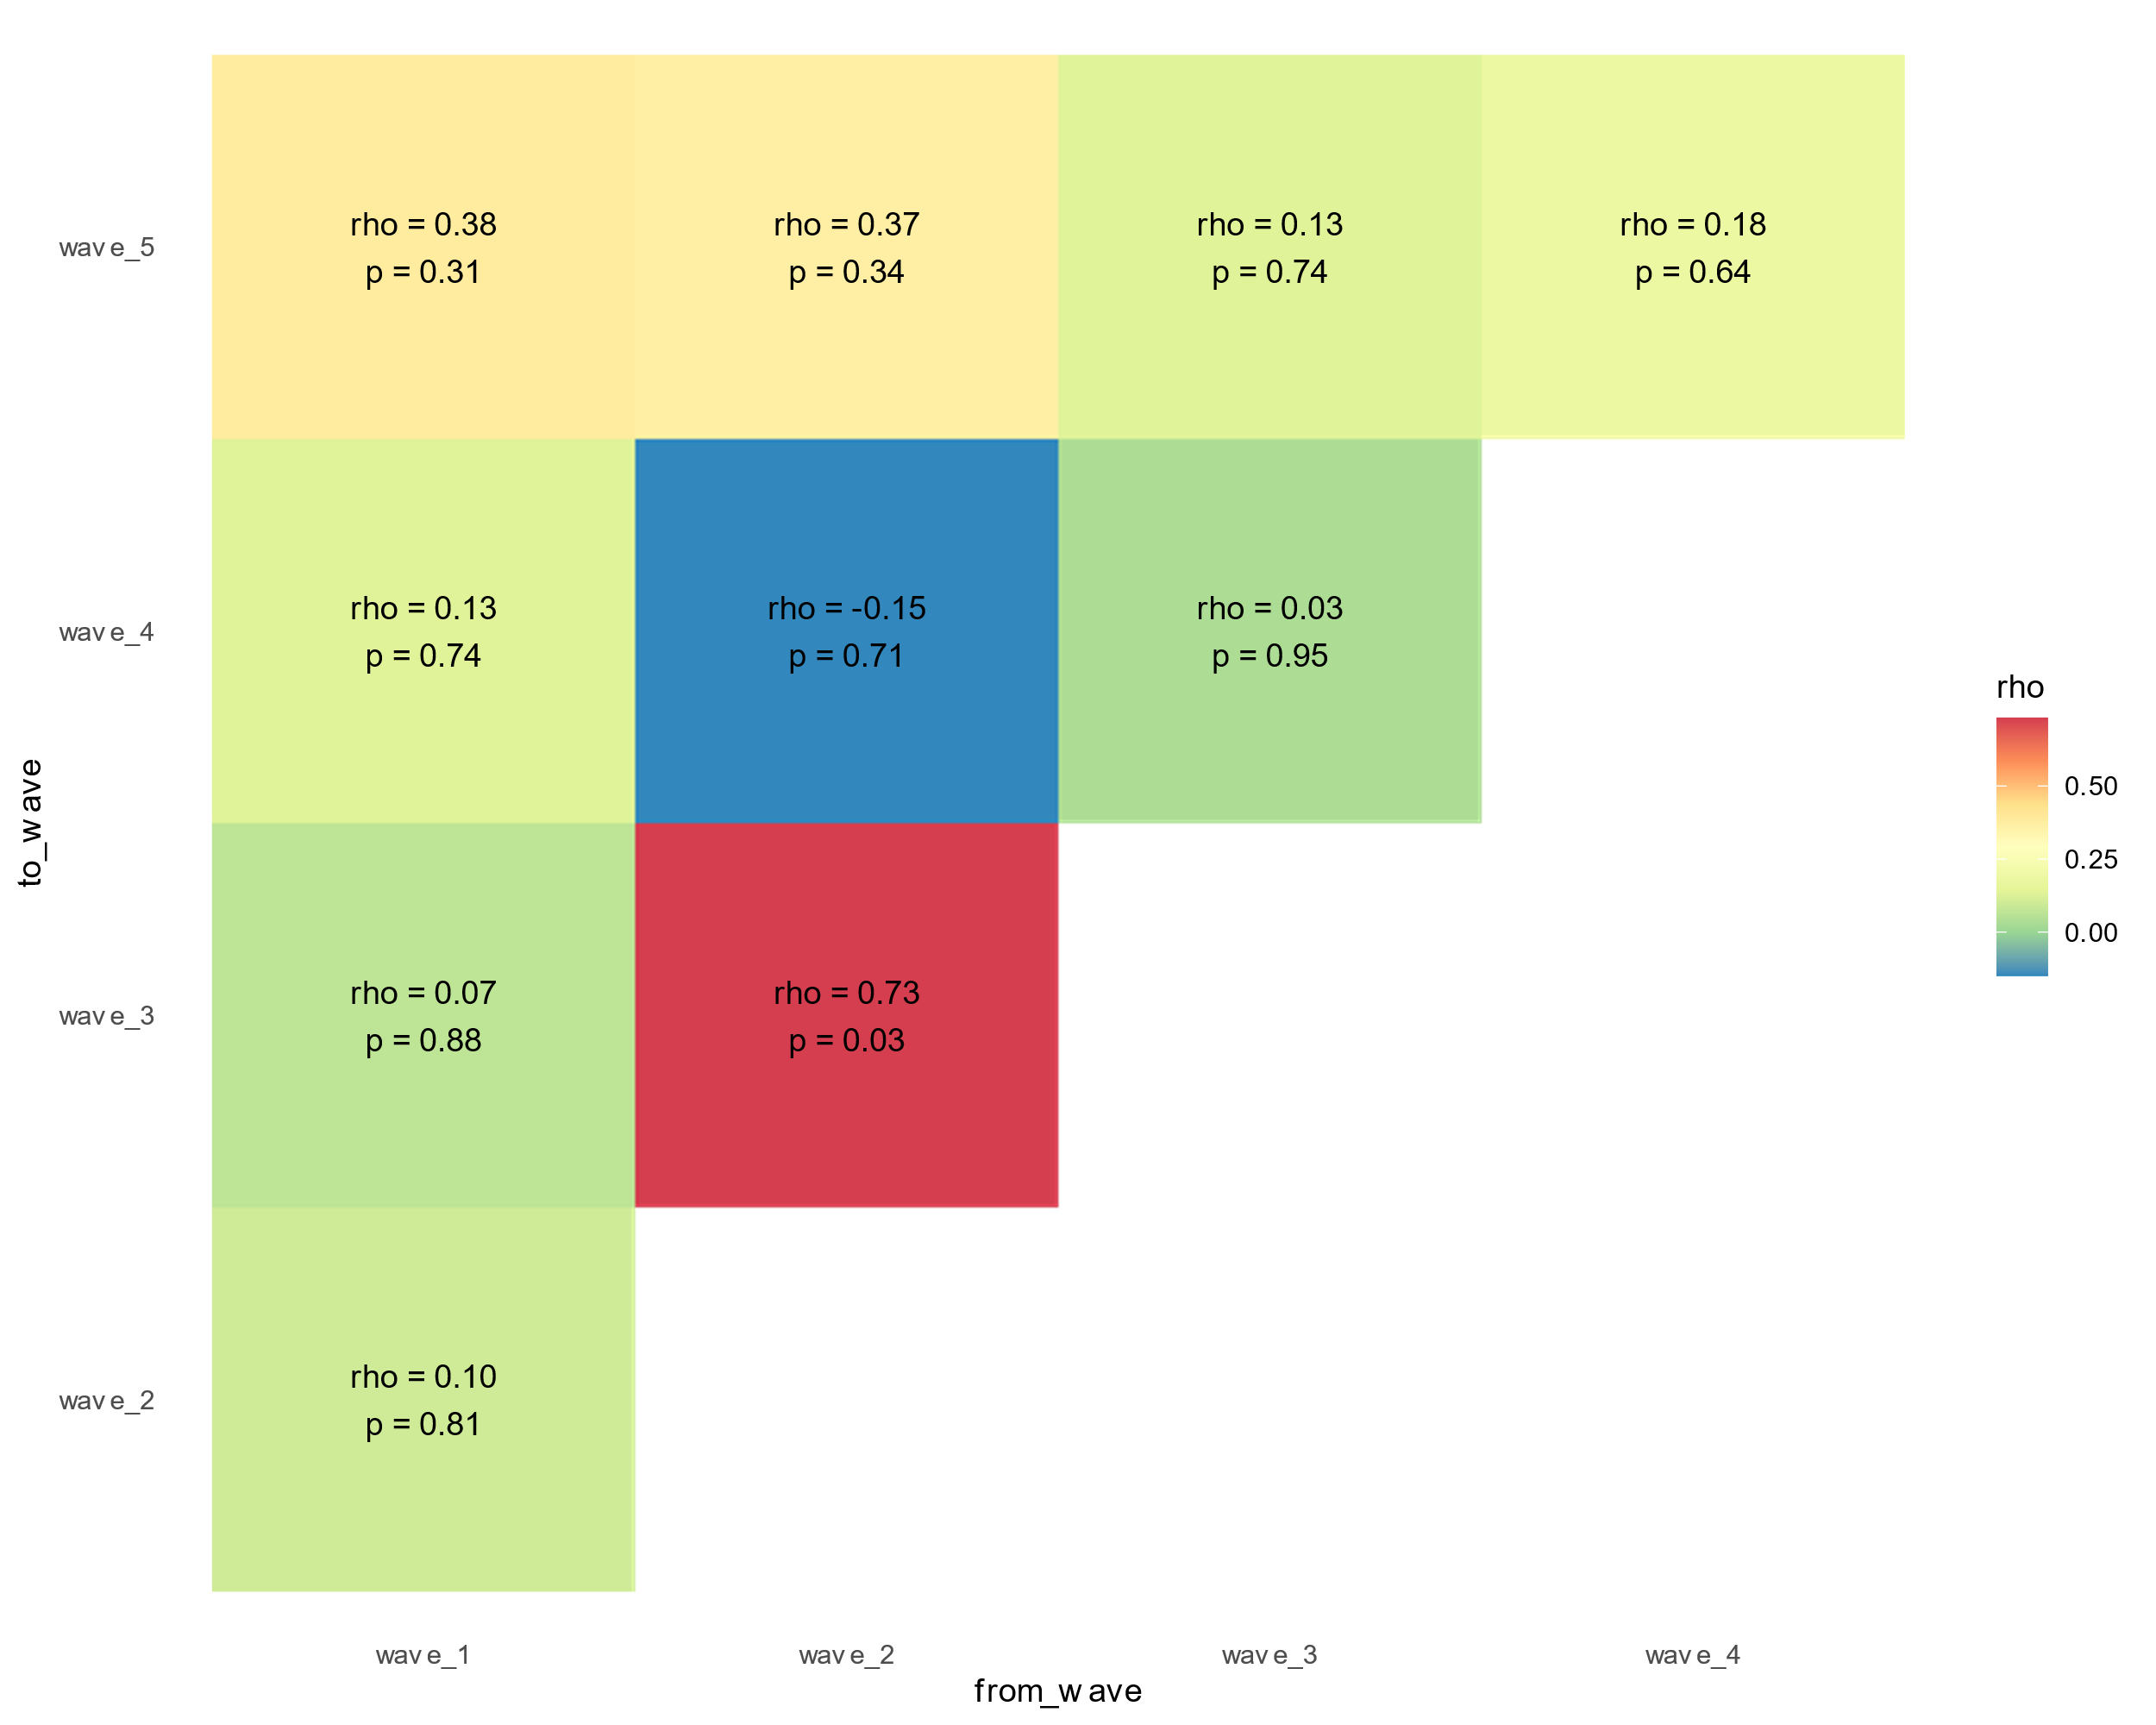 wave_5
rho = 0.38
p = 0.31
rho = 0.37
p = 0.34
rho = 0.13
p = 0.74
rho = 0.18
p = 0.64
wave_4
rho = 0.13
p = 0.74
rho = -0.15
p = 0.71
rho = 0.03
p = 0.95
wave_3
rho = 0.07
p = 0.88
rho = 0.73
p = 0.03
wave_2
rho = 0.10
p = 0.81
to_wave
wave_1
wave_2
wave_3
wave_4
from_wave
rho
0.50
0.25
0.00